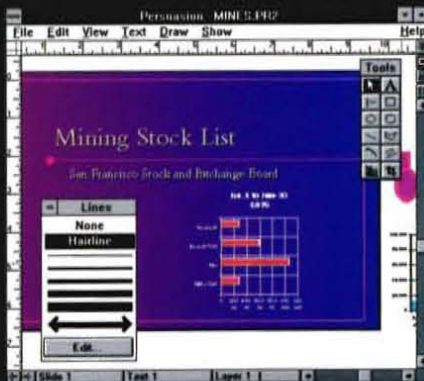 Persuasion - MINES.PR2
File Edit View Text Draw Show Help
Tools
Mining Stock List
San Francisco Stock and Exchange Board
Lines
None
Hairline
Edit...
Slide 1 Text 1 Layer 1